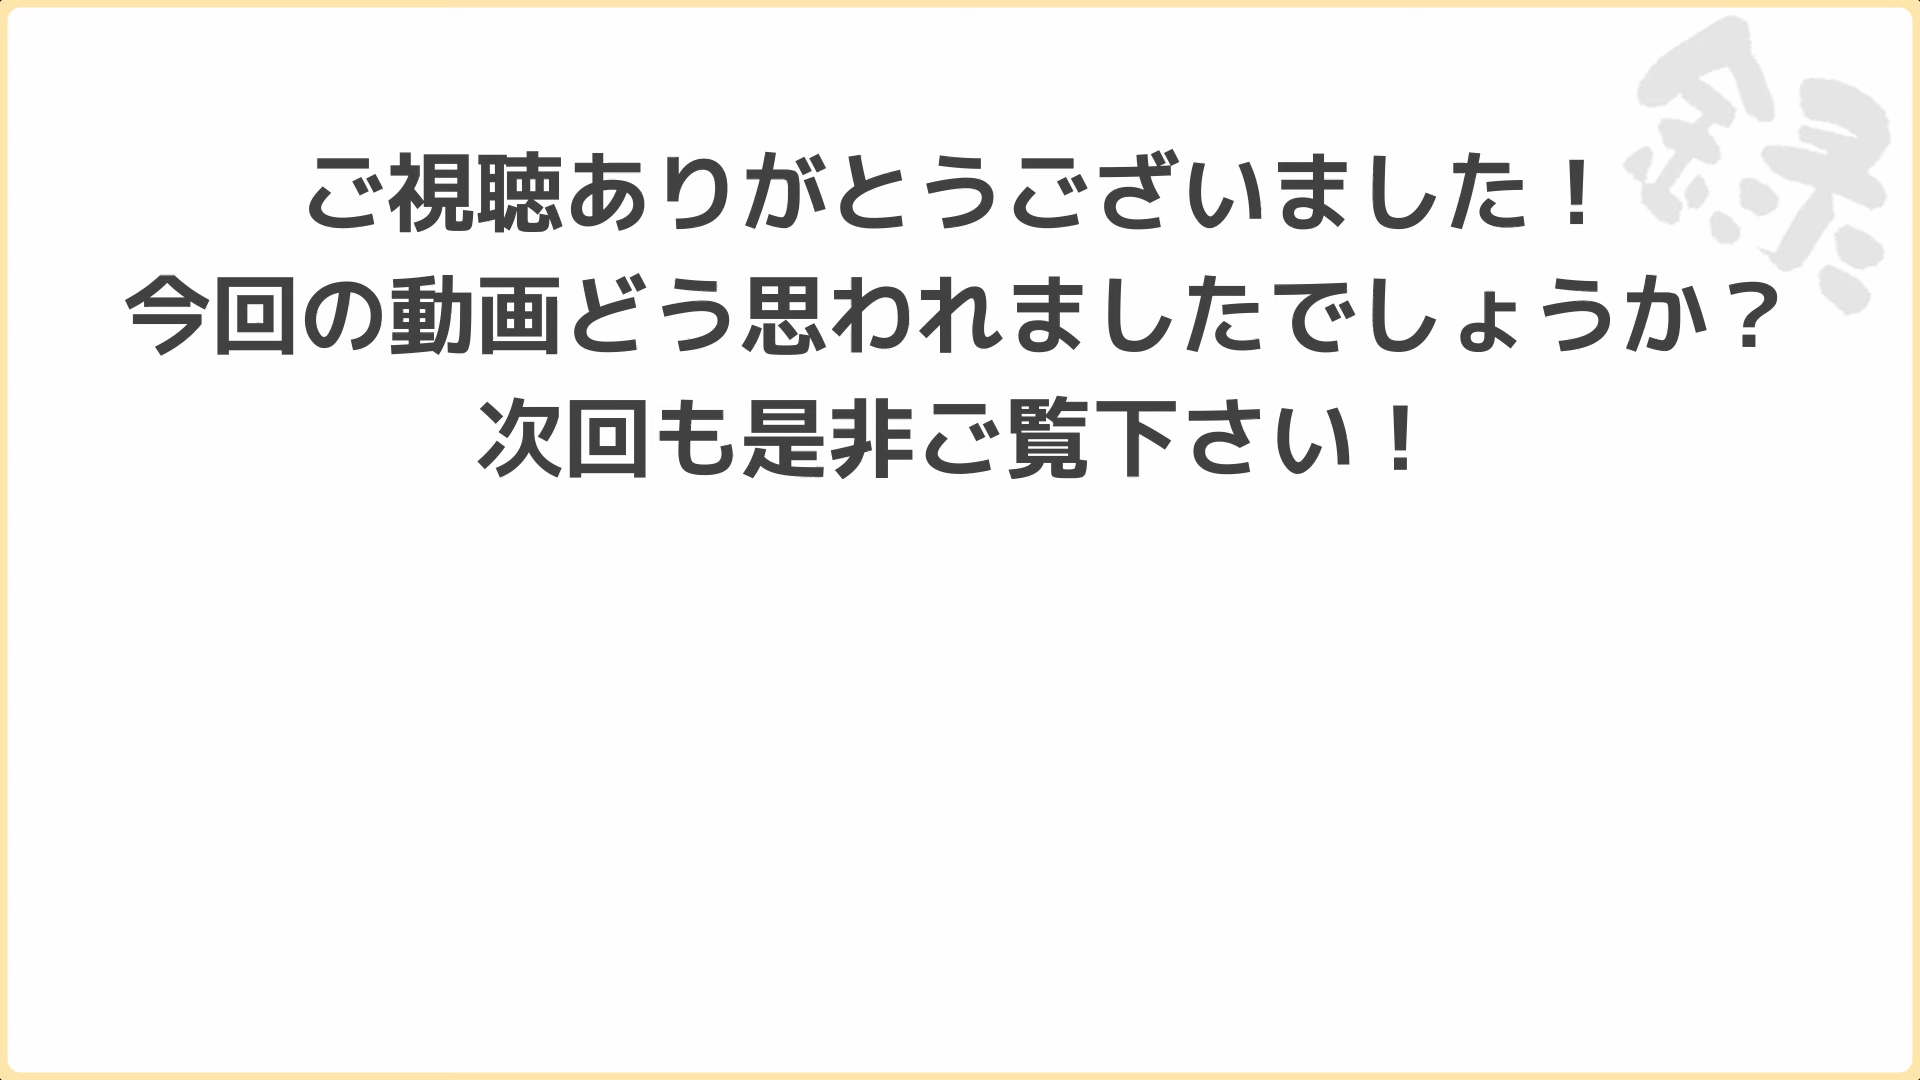 ご視聴ありがとうございました！
今回の動画どう思われましたでしょうか？
次回も是非ご覧下さい！
録